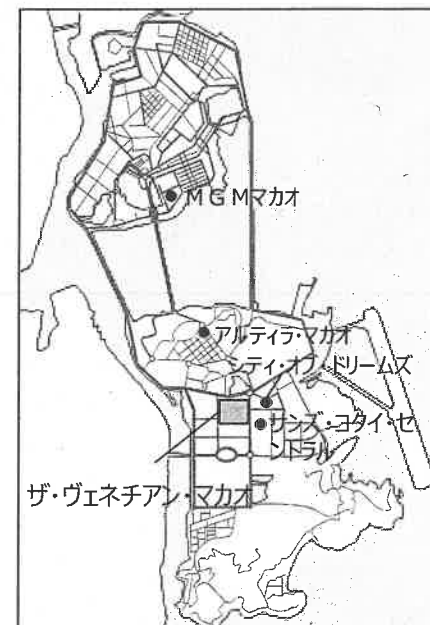 MGMマカオ
アルティラ・マカオ
シティ・オブ・ドリームズ
サンズ・コタイ・セ
ントラル
ザ・ヴェネチアン・マカオ